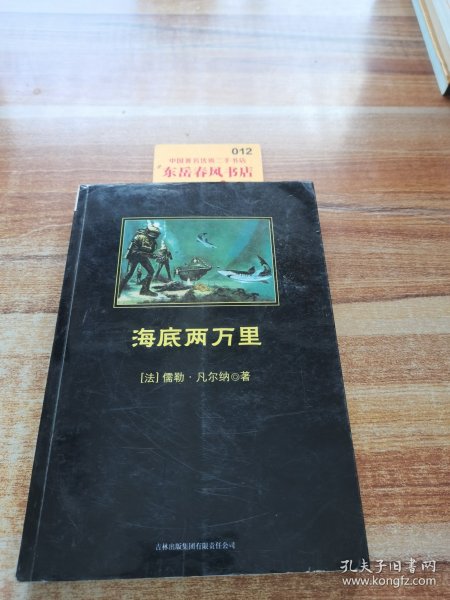 012
中国著名优质二手书店
东岳春风书店
海底两万里
[法] 儒勒·凡尔纳◎著
吉林出版集团有限责任公司
孔夫子旧书网
www.kongfz.com